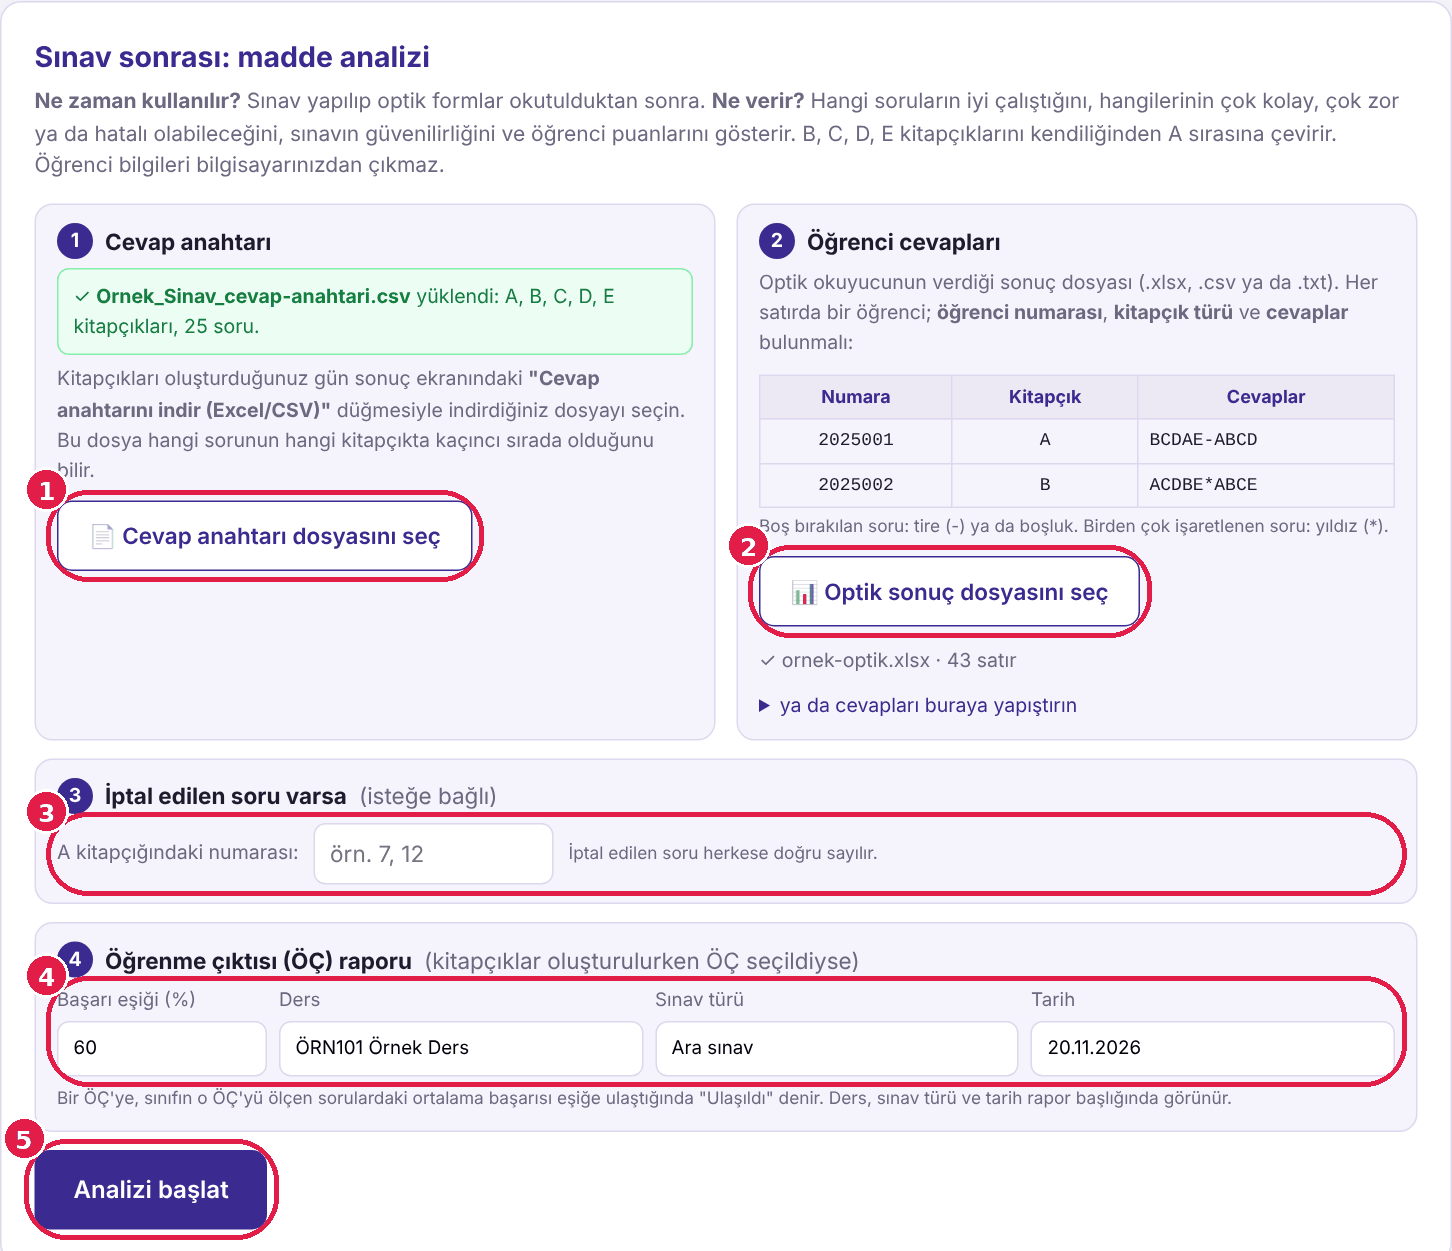 Sınav sonrası: madde analizi
Ne zaman kullanılır? Sınav yapılıp optik formlar okutulduktan sonra. Ne verir? Hangi soruların iyi çalıştığını, hangilerinin çok kolay, çok zor
ya da hatalı olabileceğini, sınavın güvenilirliğini ve öğrenci puanlarını gösterir. B, C, D, E kitapçıklarını kendiliğinden A sırasına çevirir.
Öğrenci bilgileri bilgisayarınızdan çıkmaz.
1 Cevap anahtarı
✓ Ornek_Sinav_cevap-anahtari.csv yüklendi: A, B, C, D, E
kitapçıkları, 25 soru.
Kitapçıkları oluşturduğunuz gün sonuç ekranındaki "Cevap
anahtarını indir (Excel/CSV)" düğmesiyle indirdiğiniz dosyayı seçin.
Bu dosya hangi sorunun hangi kitapçıkta kaçıncı sırada olduğunu
bilir.
1
Cevap anahtarı dosyasını seç
2 Öğrenci cevapları
Optik okuyucunun verdiği sonuç dosyası (.xlsx, .csv ya da .txt). Her
satırda bir öğrenci; öğrenci numarası, kitapçık türü ve cevaplar
bulunmalı:
Numara Kitapçık Cevaplar
2025001 A BCDAE-ABCD
2025002 B ACDBE*ABCE
Boş bırakılan soru: tire (-) ya da boşluk. Birden çok işaretlenen soru: yıldız (*).
2
Optik sonuç dosyasını seç
✓ ornek-optik.xlsx · 43 satır
▶ ya da cevapları buraya yapıştırın
3 İptal edilen soru varsa (isteğe bağlı)
3
A kitapçığındaki numarası: örn. 7, 12 İptal edilen soru herkese doğru sayılır.
4 Öğrenme çıktısı (ÖÇ) raporu (kitapçıklar oluşturulurken ÖÇ seçildiyse)
4
Başarı eşiği (%) Ders Sınav türü Tarih
60 ÖRN101 Örnek Ders Ara sınav 20.11.2026
Bir ÖÇ'ye, sınıfın o ÖÇ'yü ölçen sorulardaki ortalama başarısı eşiğe ulaştığında "Ulaşıldı" denir. Ders, sınav türü ve tarih rapor başlığında görünür.
5
Analizi başlat